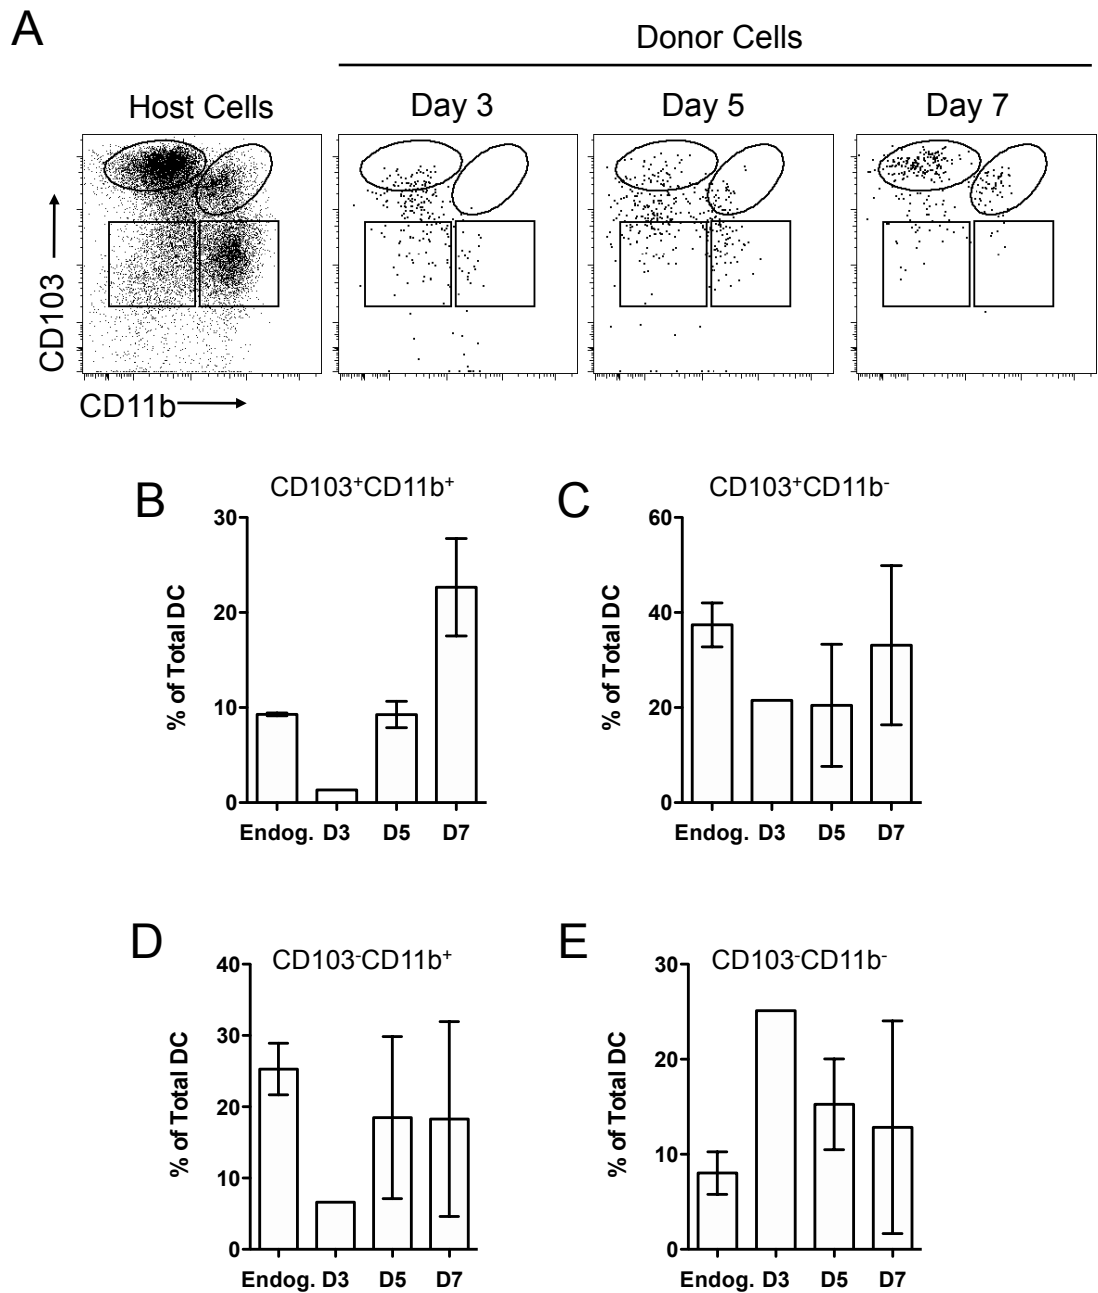 A
Donor Cells
Host Cells
Day 3
Day 5
Day 7
CD103
CD11b
B
CD103⁺CD11b⁺
% of Total DC
30
20
10
0
Endog. D3 D5 D7
C
CD103⁺CD11b⁻
% of Total DC
60
40
20
0
Endog. D3 D5 D7
D
CD103⁻CD11b⁺
% of Total DC
40
30
20
10
0
Endog. D3 D5 D7
E
CD103⁻CD11b⁻
% of Total DC
30
20
10
0
Endog. D3 D5 D7